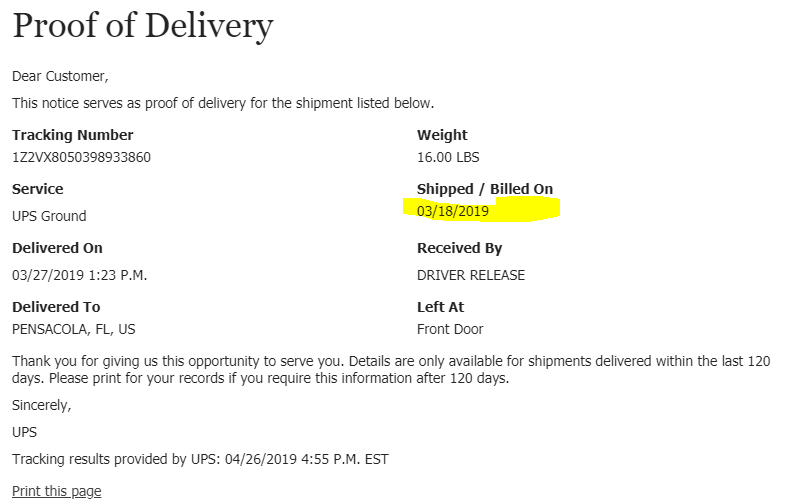 Proof of Delivery
Dear Customer,
This notice serves as proof of delivery for the shipment listed below.
Tracking Number
1Z2VX8050398933860
Weight
16.00 LBS
Service
UPS Ground
Shipped / Billed On
03/18/2019
Delivered On
03/27/2019 1:23 P.M.
Received By
DRIVER RELEASE
Delivered To
PENSACOLA, FL, US
Left At
Front Door
Thank you for giving us this opportunity to serve you. Details are only available for shipments delivered within the last 120
days. Please print for your records if you require this information after 120 days.
Sincerely,
UPS
Tracking results provided by UPS: 04/26/2019 4:55 P.M. EST
Print this page